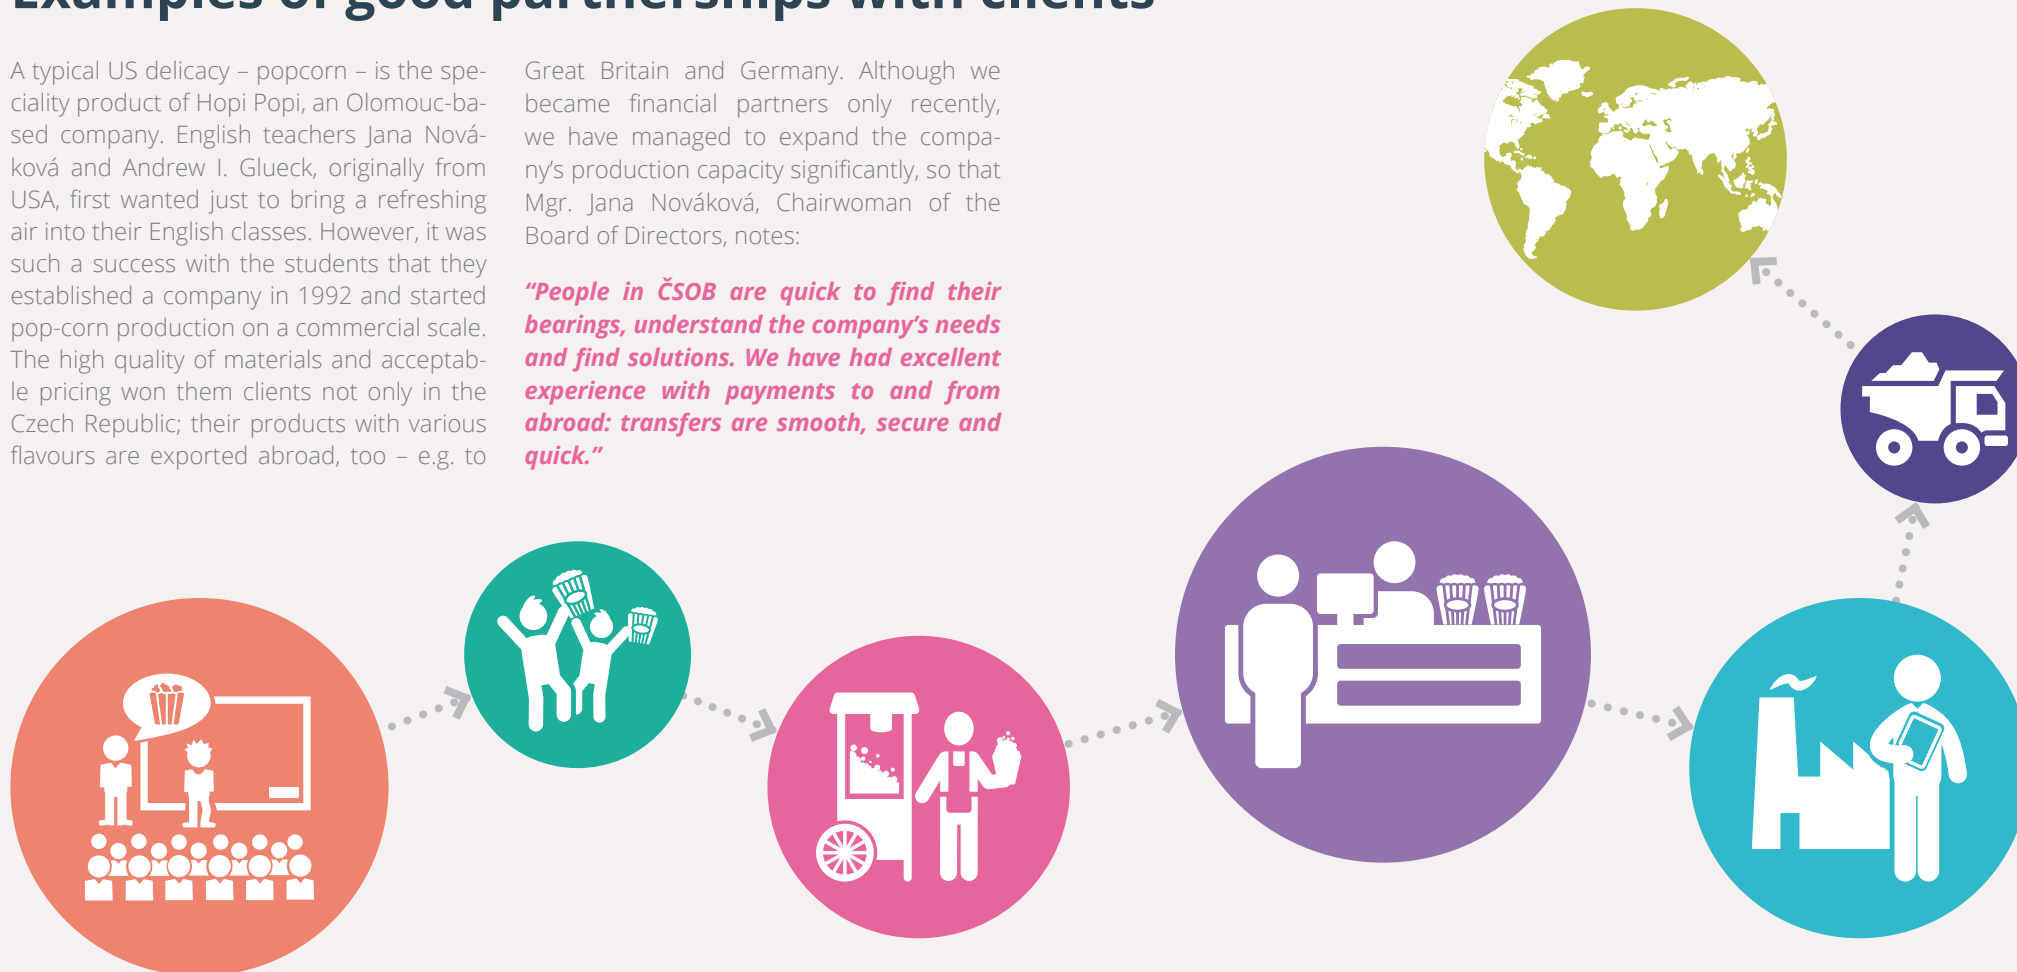 Examples of good partnerships with clients
A typical US delicacy – popcorn – is the spe-
ciality product of Hopi Popi, an Olomouc-ba-
sed company. English teachers Jana Nová-
ková and Andrew I. Glueck, originally from
USA, first wanted just to bring a refreshing
air into their English classes. However, it was
such a success with the students that they
established a company in 1992 and started
pop-corn production on a commercial scale.
The high quality of materials and acceptab-
le pricing won them clients not only in the
Czech Republic; their products with various
flavours are exported abroad, too – e.g. to
Great Britain and Germany. Although we
became financial partners only recently,
we have managed to expand the compa-
ny’s production capacity significantly, so that
Mgr. Jana Nováková, Chairwoman of the
Board of Directors, notes:
“People in ČSOB are quick to find their
bearings, understand the company’s needs
and find solutions. We have had excellent
experience with payments to and from
abroad: transfers are smooth, secure and
quick.”